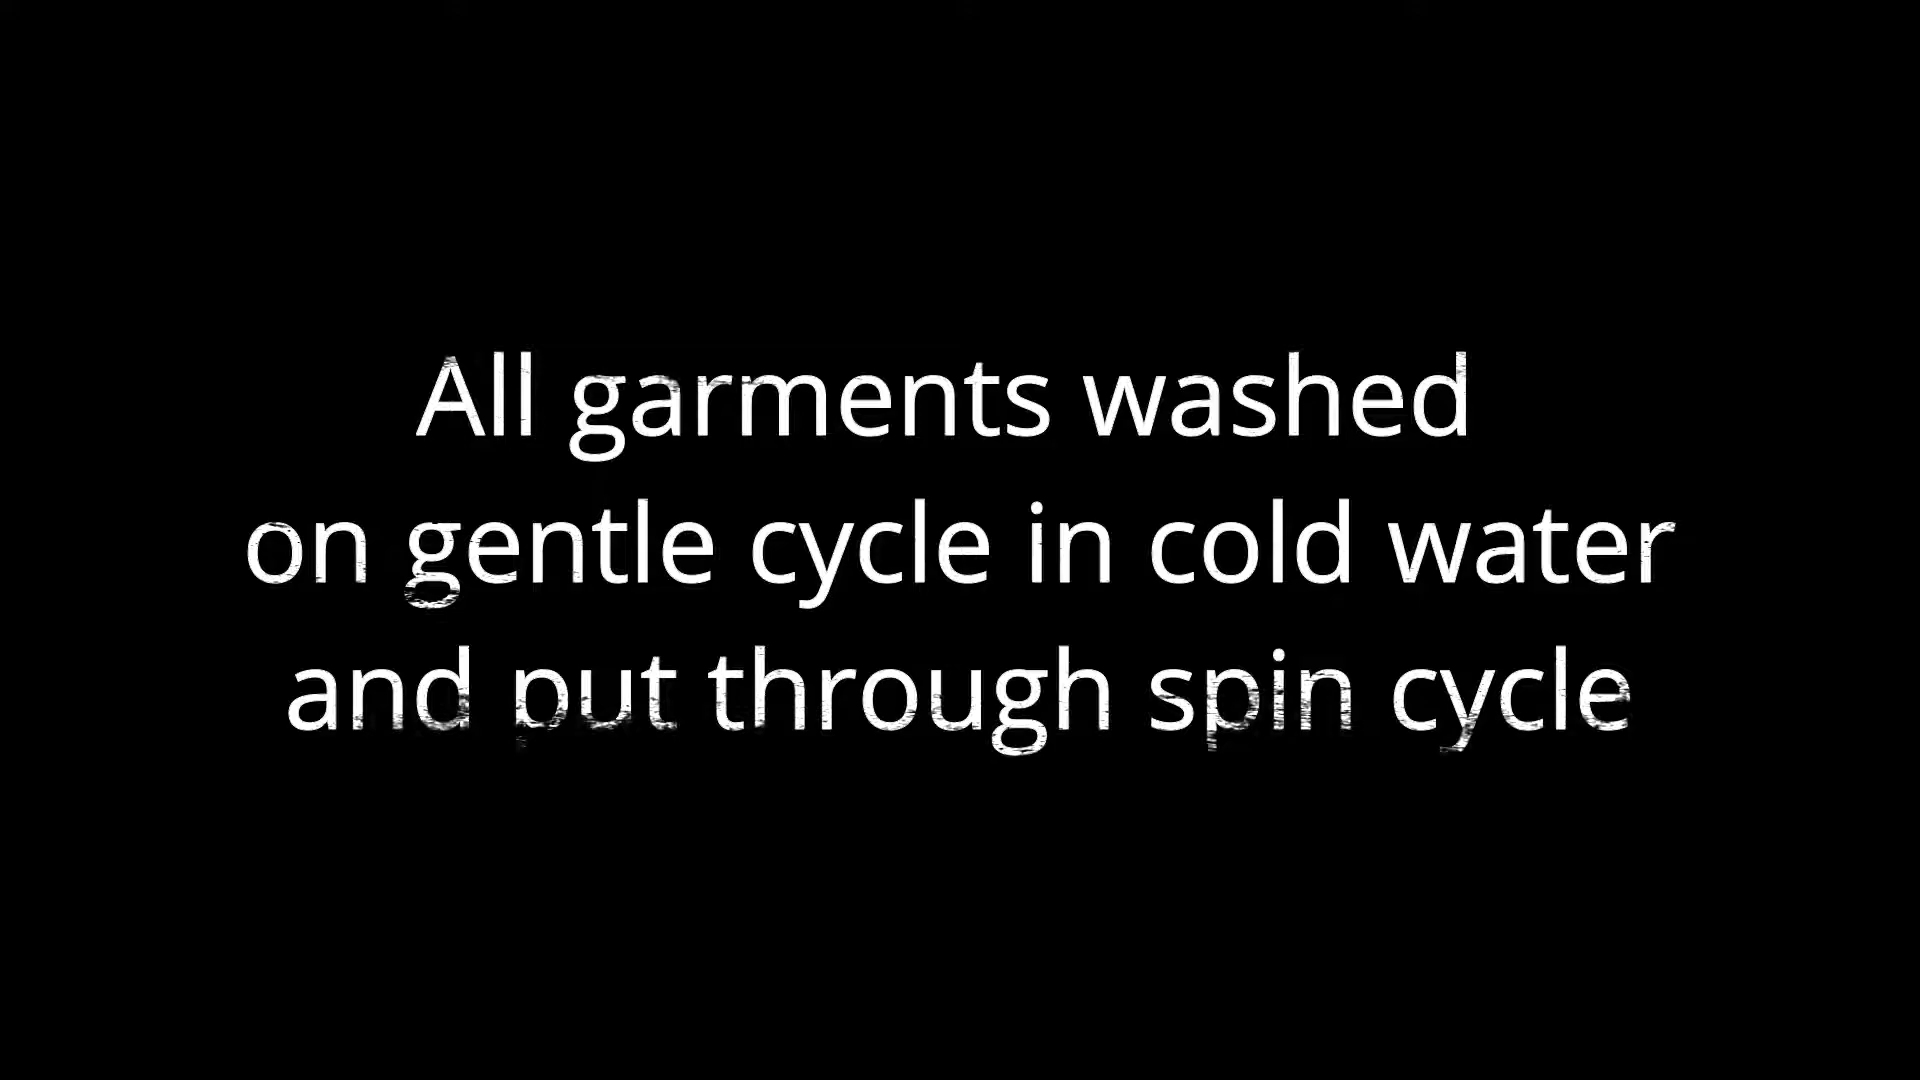 All garments washed
on gentle cycle in cold water
and put through spin cycle